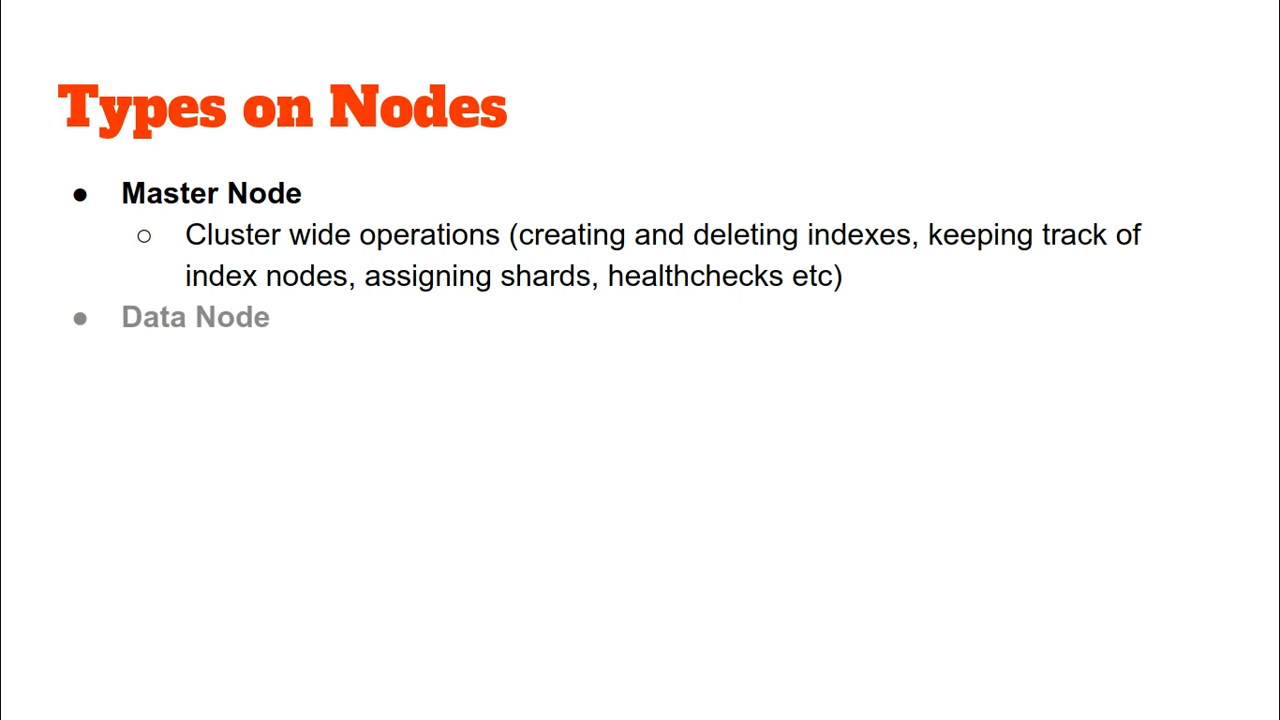 Types on Nodes
● Master Node
○ Cluster wide operations (creating and deleting indexes, keeping track of
index nodes, assigning shards, healthchecks etc)
● Data Node